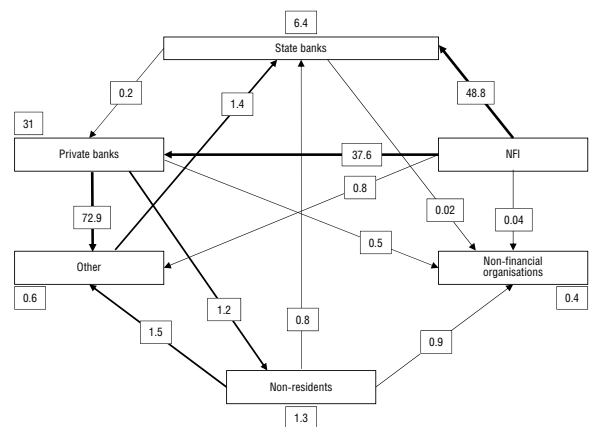 6.4
State banks
0.2
1.4
48.8
31
Private banks
37.6
NFI
0.8
72.9
0.02
0.04
0.5
Other
Non-financial
organisations
0.6
0.4
1.2
0.8
1.5
0.9
Non-residents
1.3